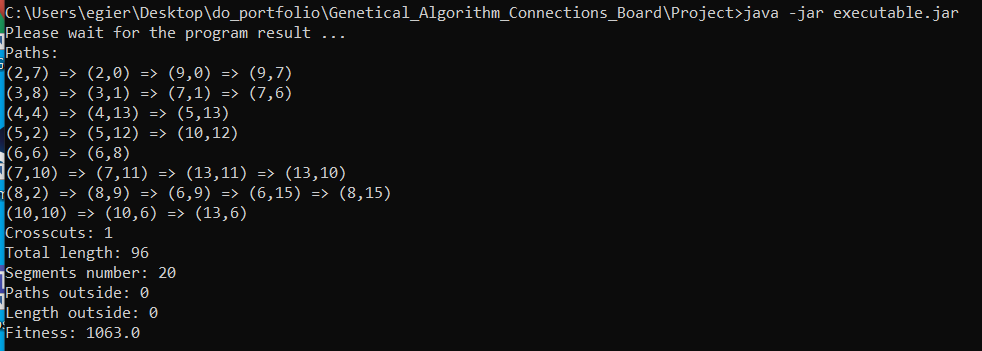 C:\Users\egier\Desktop\do_portfolio\Genetical_Algorithm_Connections_Board\Project>java -jar executable.jar
Please wait for the program result ...
Paths:
(2,7) => (2,0) => (9,0) => (9,7)
(3,8) => (3,1) => (7,1) => (7,6)
(4,4) => (4,13) => (5,13)
(5,2) => (5,12) => (10,12)
(6,6) => (6,8)
(7,10) => (7,11) => (13,11) => (13,10)
(8,2) => (8,9) => (6,9) => (6,15) => (8,15)
(10,10) => (10,6) => (13,6)
Crosscuts: 1
Total length: 96
Segments number: 20
Paths outside: 0
Length outside: 0
Fitness: 1063.0